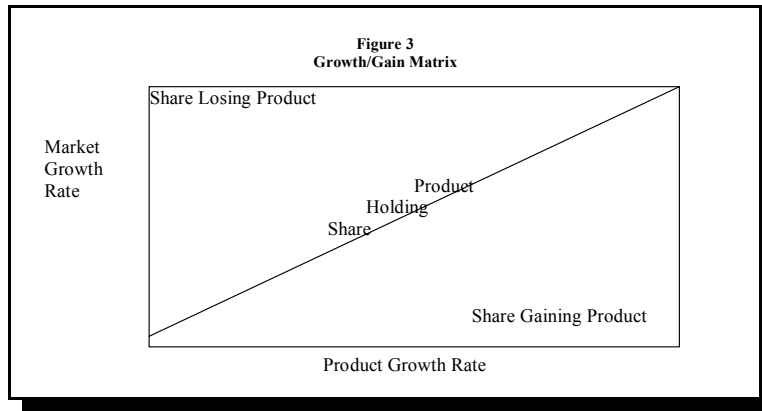 Figure 3
Growth/Gain Matrix
Share Losing Product
Market
Growth
Rate
Product
Holding
Share
Share Gaining Product
Product Growth Rate